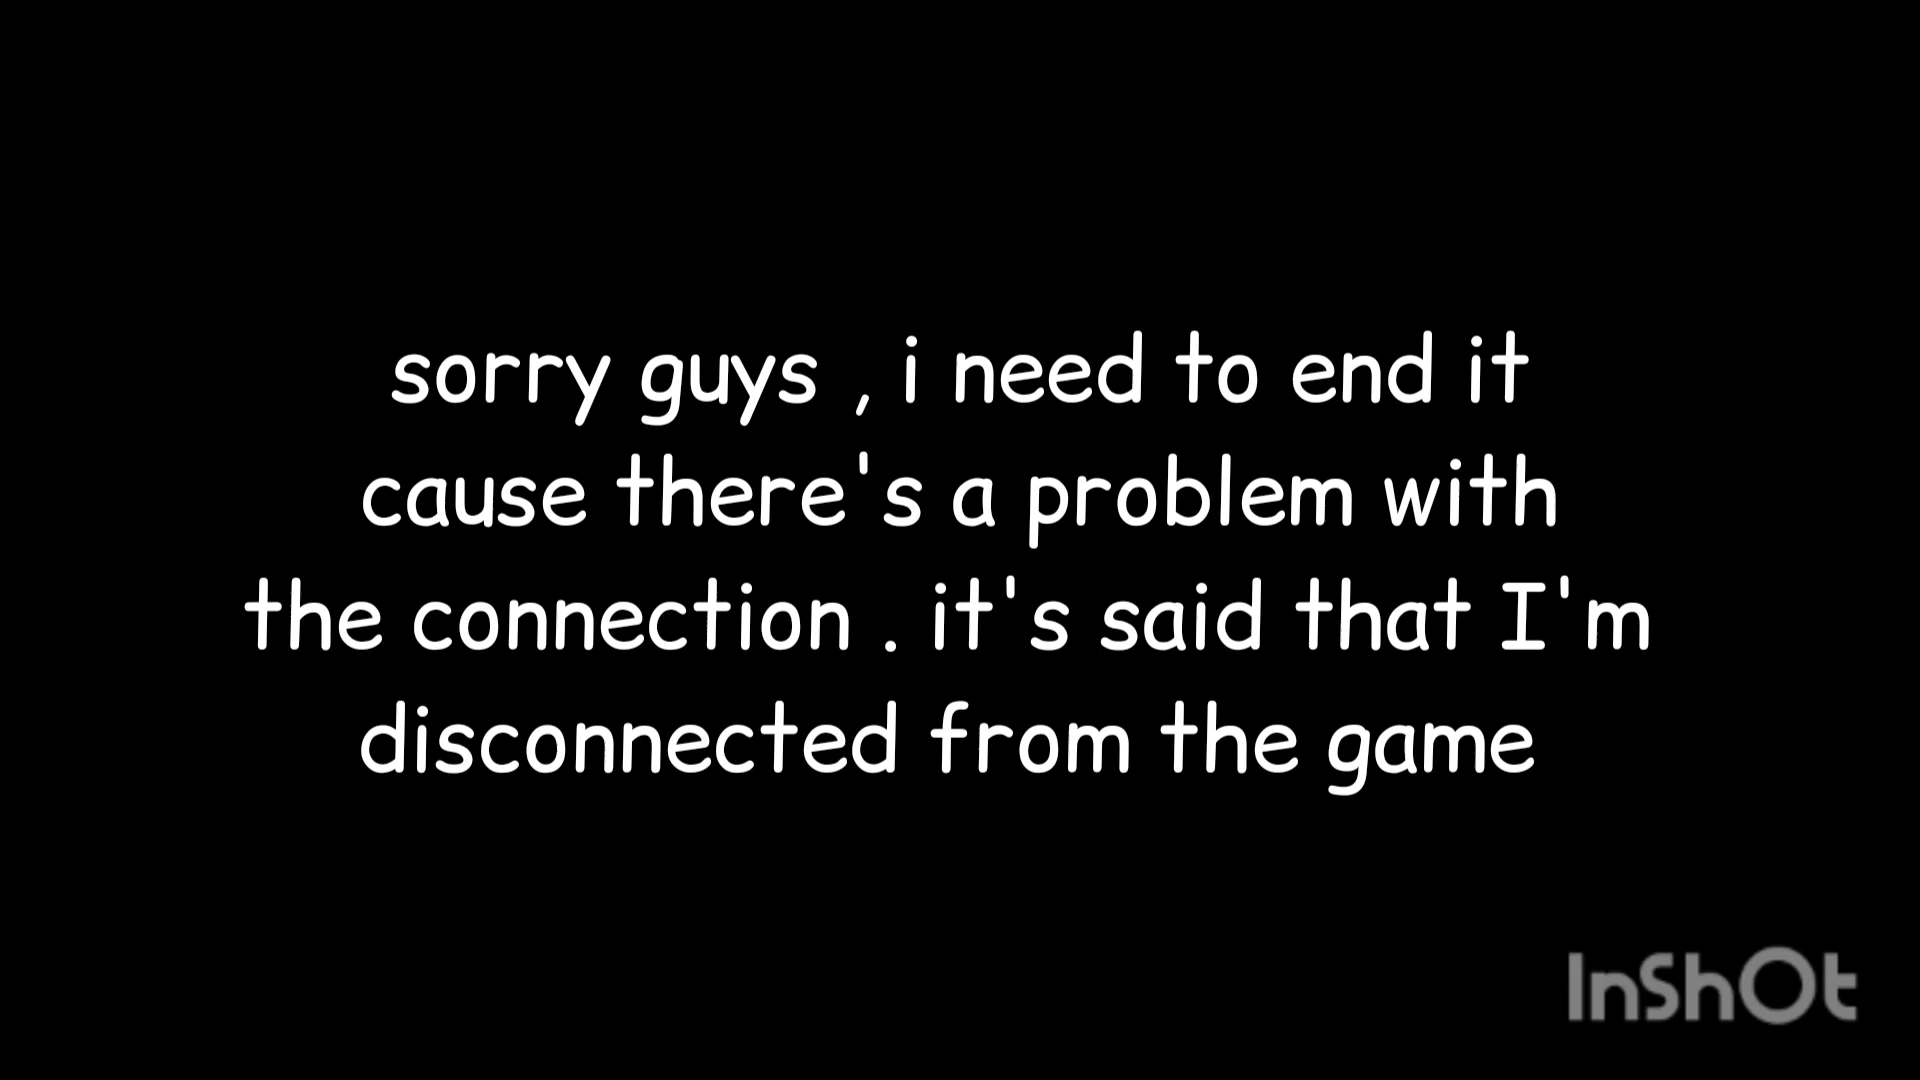 sorry guys , i need to end it
cause there's a problem with
the connection . it's said that I'm
disconnected from the game
InShOt